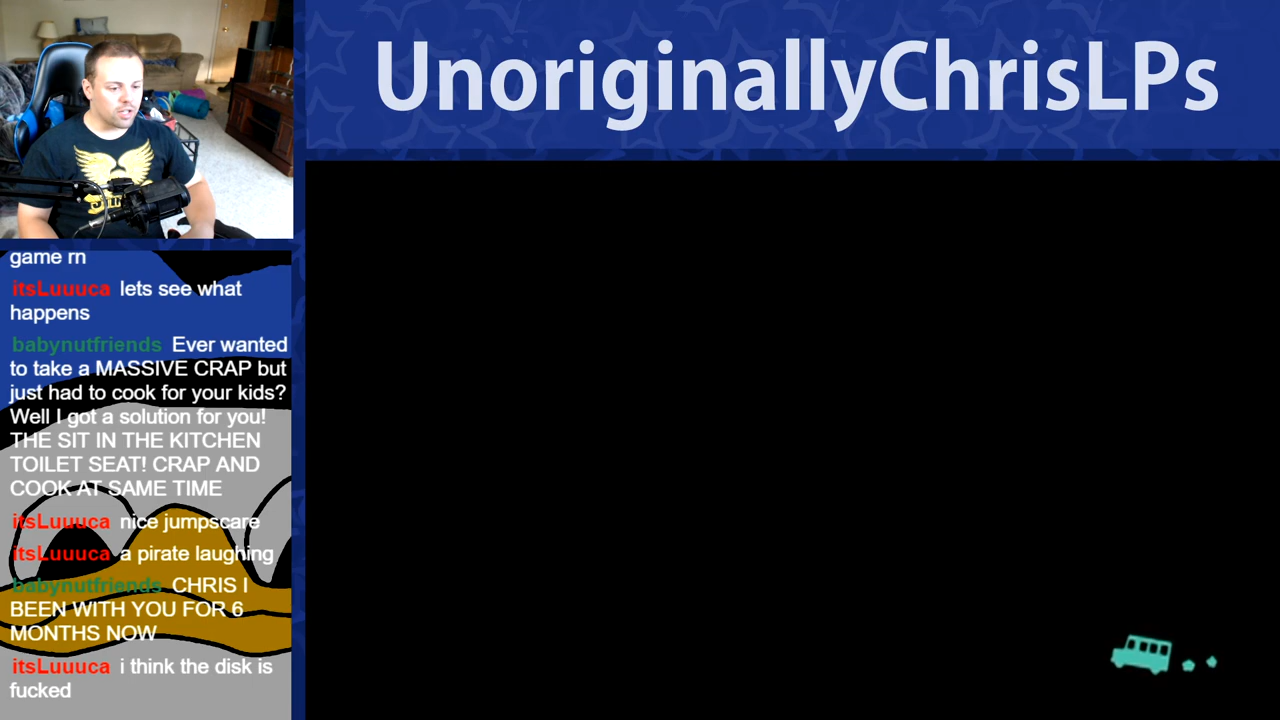 UnoriginallyChrisLPs
game rn
itsLuuuca lets see what
happens
babynutfriends Ever wanted
to take a MASSIVE CRAP but
just had to cook for your kids?
Well I got a solution for you!
THE SIT IN THE KITCHEN
TOILET SEAT! CRAP AND
COOK AT SAME TIME
itsLuuuca nice jumpscare
itsLuuuca a pirate laughing
babynutfriends CHRIS I
BEEN WITH YOU FOR 6
MONTHS NOW
itsLuuuca i think the disk is
fucked